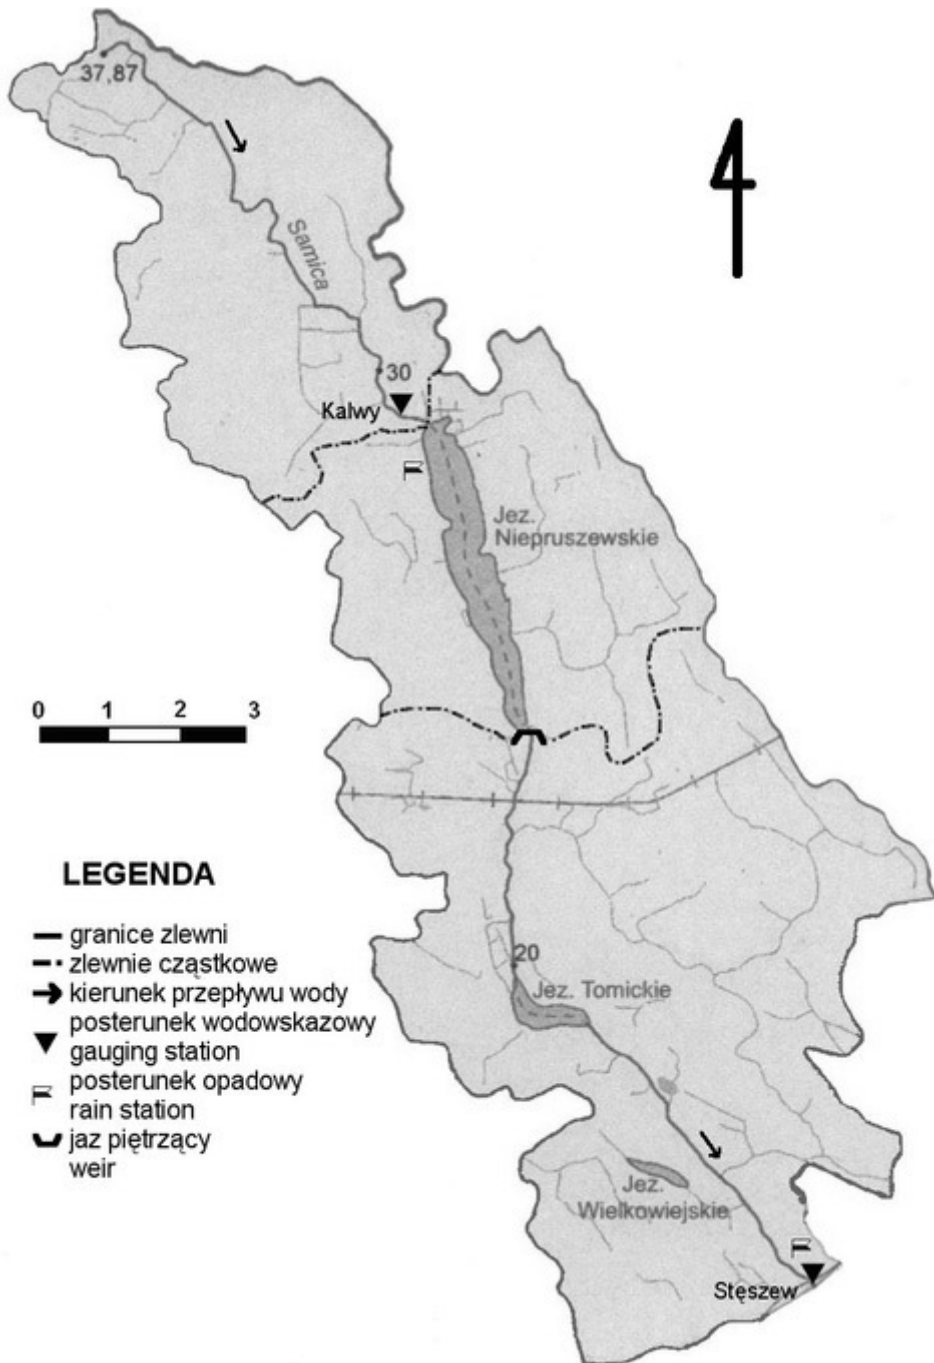 37,87
Samica
30
Kalwy
Jez.
Niepruszewskie
0 1 2 3
LEGENDA
granice zlewni
zlewnie cząstkowe
kierunek przepływu wody
posterunek wodowskazowy
gauging station
posterunek opadowy
rain station
jaz piętrzący
weir
20
Jez. Tomickie
Jez.
Wielkowiejskie
Stęszew